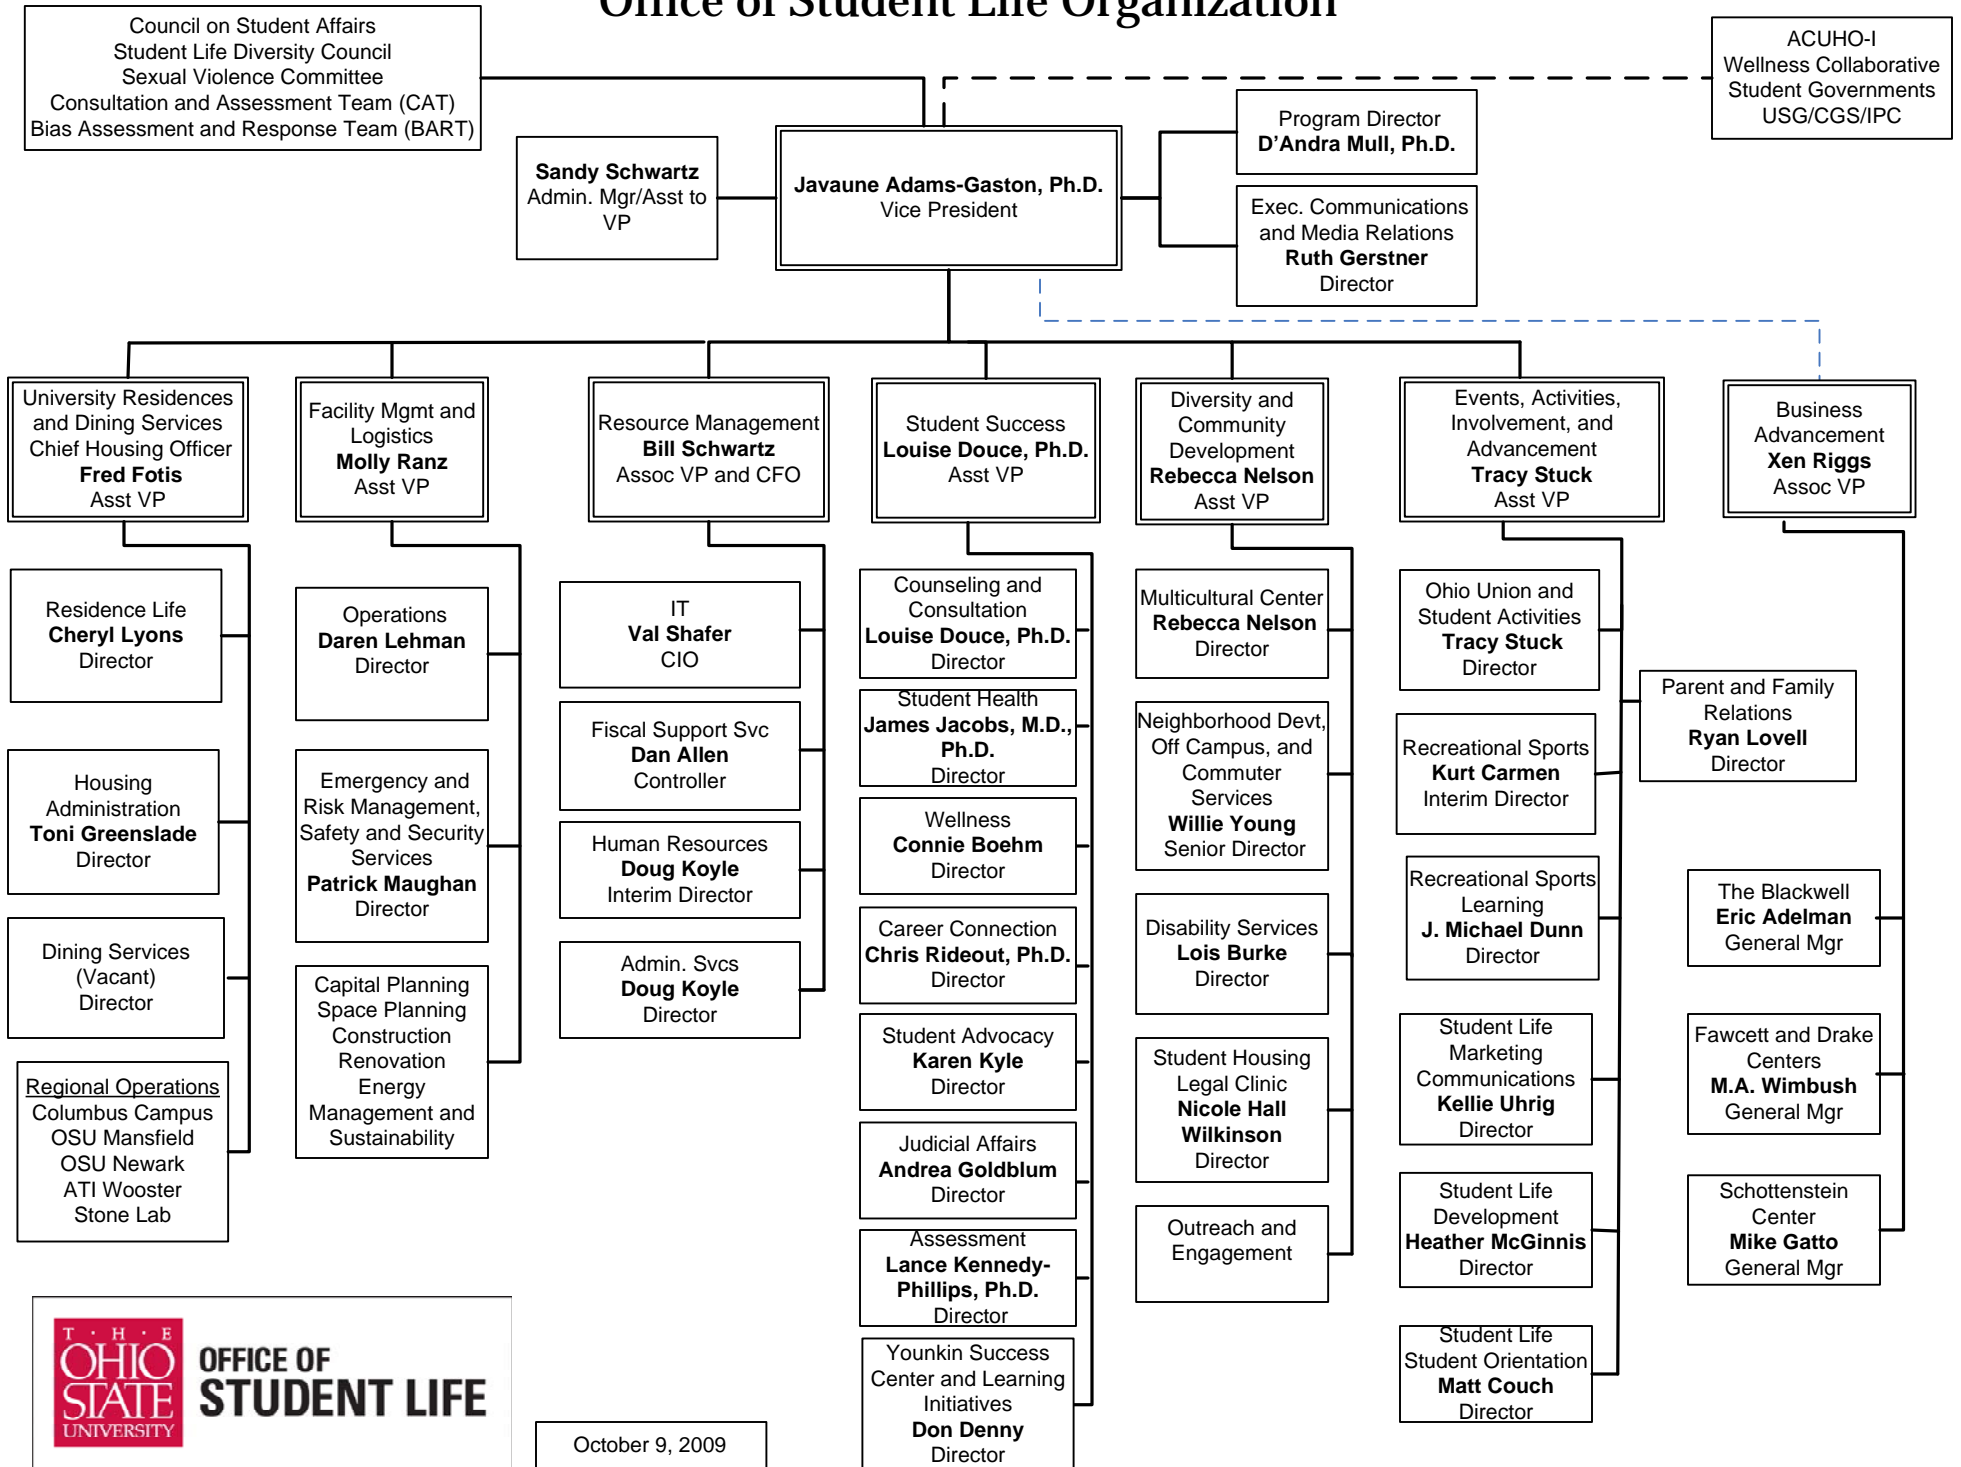 Office of Student Life Organization
Council on Student Affairs
Student Life Diversity Council
Sexual Violence Committee
Consultation and Assessment Team (CAT)
Bias Assessment and Response Team (BART)
ACUHO-I
Wellness Collaborative
Student Governments
USG/CGS/IPC
Sandy Schwartz
Admin. Mgr/Asst to
VP
Javaune Adams-Gaston, Ph.D.
Vice President
Program Director
D'Andra Mull, Ph.D.
Exec. Communications
and Media Relations
Ruth Gerstner
Director
University Residences
and Dining Services
Chief Housing Officer
Fred Fotis
Asst VP
Facility Mgmt and
Logistics
Molly Ranz
Asst VP
Resource Management
Bill Schwartz
Assoc VP and CFO
Student Success
Louise Douce, Ph.D.
Asst VP
Diversity and
Community
Development
Rebecca Nelson
Asst VP
Events, Activities,
Involvement, and
Advancement
Tracy Stuck
Asst VP
Business
Advancement
Xen Riggs
Assoc VP
Residence Life
Cheryl Lyons
Director
Housing
Administration
Toni Greenslade
Director
Dining Services
(Vacant)
Director
Regional Operations
Columbus Campus
OSU Mansfield
OSU Newark
ATI Wooster
Stone Lab
Operations
Daren Lehman
Director
Emergency and
Risk Management,
Safety and Security
Services
Patrick Maughan
Director
Capital Planning
Space Planning
Construction
Renovation
Energy
Management and
Sustainability
IT
Val Shafer
CIO
Fiscal Support Svc
Dan Allen
Controller
Human Resources
Doug Koyle
Interim Director
Admin. Svcs
Doug Koyle
Director
Counseling and
Consultation
Louise Douce, Ph.D.
Director
Student Health
James Jacobs, M.D.,
Ph.D.
Director
Wellness
Connie Boehm
Director
Career Connection
Chris Rideout, Ph.D.
Director
Student Advocacy
Karen Kyle
Director
Judicial Affairs
Andrea Goldblum
Director
Assessment
Lance Kennedy-
Phillips, Ph.D.
Director
Younkin Success
Center and Learning
Initiatives
Don Denny
Director
Multicultural Center
Rebecca Nelson
Director
Neighborhood Devt,
Off Campus, and
Commuter
Services
Willie Young
Senior Director
Disability Services
Lois Burke
Director
Student Housing
Legal Clinic
Nicole Hall
Wilkinson
Director
Outreach and
Engagement
Ohio Union and
Student Activities
Tracy Stuck
Director
Parent and Family
Relations
Ryan Lovell
Director
Recreational Sports
Kurt Carmen
Interim Director
Recreational Sports
Learning
J. Michael Dunn
Director
Student Life
Marketing
Communications
Kellie Uhrig
Director
Student Life
Development
Heather McGinnis
Director
Student Life
Student Orientation
Matt Couch
Director
The Blackwell
Eric Adelman
General Mgr
Fawcett and Drake
Centers
M.A. Wimbush
General Mgr
Schottenstein
Center
Mike Gatto
General Mgr
T · H · E
OHIO
STATE
UNIVERSITY
OFFICE OF
STUDENT LIFE
October 9, 2009